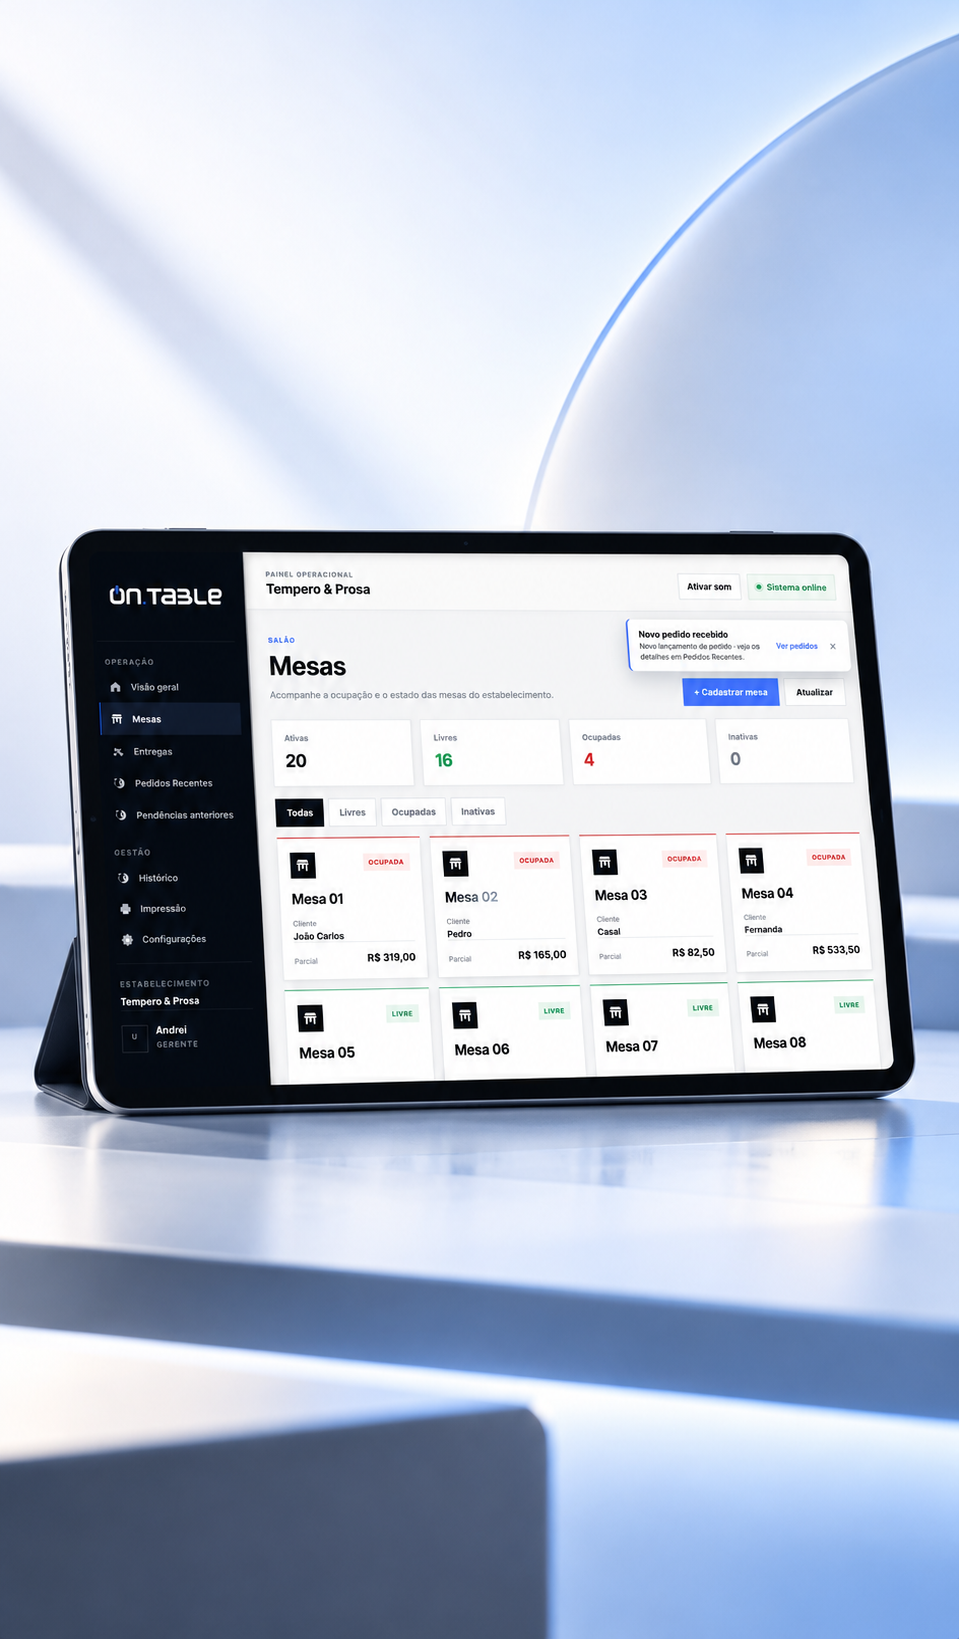 ON.TABLE
OPERAÇÃO
Visão geral
Mesas
Entregas
Pedidos Recentes
Pendências anteriores
GESTÃO
Histórico
Impressão
Configurações
ESTABELECIMENTO
Tempero & Prosa
U
Andrei
GERENTE
PAINEL OPERACIONAL
Tempero & Prosa
Ativar som
Sistema online
Novo pedido recebido
Novo lançamento de pedido - veja os
detalhes em Pedidos Recentes.
Ver pedidos
SALÃO
Mesas
Acompanhe a ocupação e o estado das mesas do estabelecimento.
+ Cadastrar mesa
Atualizar
Ativas
20
Livres
16
Ocupadas
4
Inativas
0
Todas
Livres
Ocupadas
Inativas
OCUPADA
Mesa 01
Cliente
João Carlos
Parcial
R$ 319,00
OCUPADA
Mesa 02
Cliente
Pedro
Parcial
R$ 165,00
OCUPADA
Mesa 03
Cliente
Casal
Parcial
R$ 82,50
OCUPADA
Mesa 04
Cliente
Fernanda
Parcial
R$ 533,50
LIVRE
Mesa 05
LIVRE
Mesa 06
LIVRE
Mesa 07
LIVRE
Mesa 08